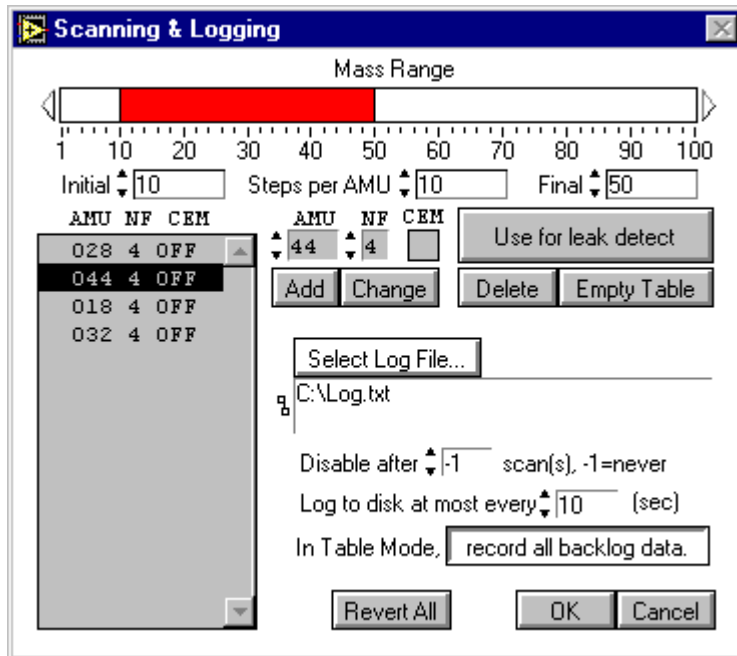 Scanning & Logging
Mass Range
1 10 20 30 40 50 60 70 80 90 100
Initial 10 Steps per AMU 10 Final 50
AMU NF CEM
028 4 OFF
044 4 OFF
018 4 OFF
032 4 OFF
AMU NF CEM
44 4
Use for leak detect
Add Change Delete Empty Table
Select Log File...
C:\Log.txt
Disable after -1 scan(s), -1=never
Log to disk at most every 10 (sec)
In Table Mode, record all backlog data.
Revert All OK Cancel